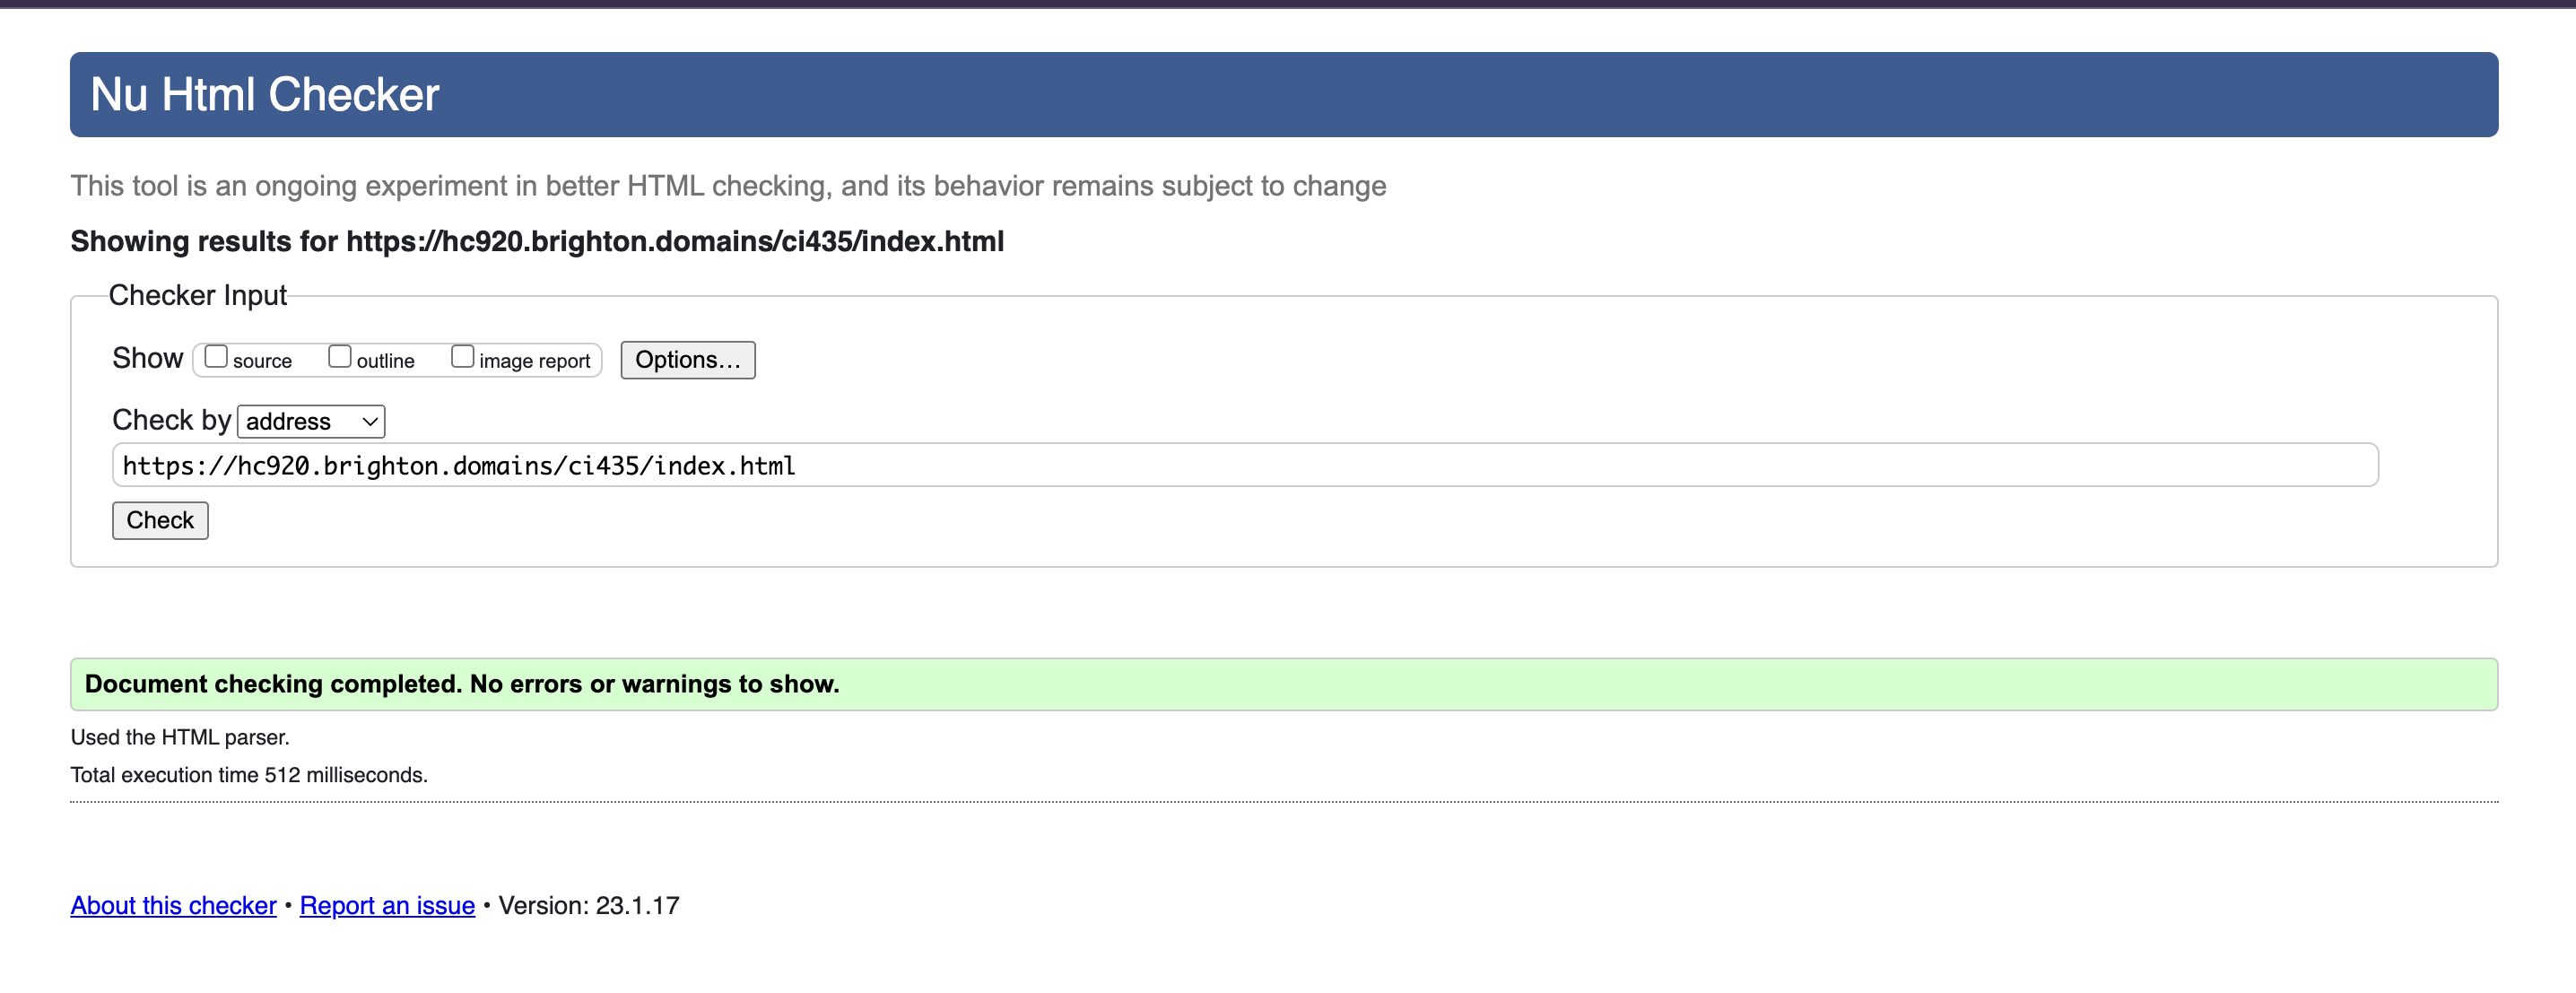 Nu Html Checker
This tool is an ongoing experiment in better HTML checking, and its behavior remains subject to change
Showing results for https://hc920.brighton.domains/ci435/index.html
Checker Input
Show source outline image report Options...
Check by address
https://hc920.brighton.domains/ci435/index.html
Check
Document checking completed. No errors or warnings to show.
Used the HTML parser.
Total execution time 512 milliseconds.
About this checker • Report an issue • Version: 23.1.17